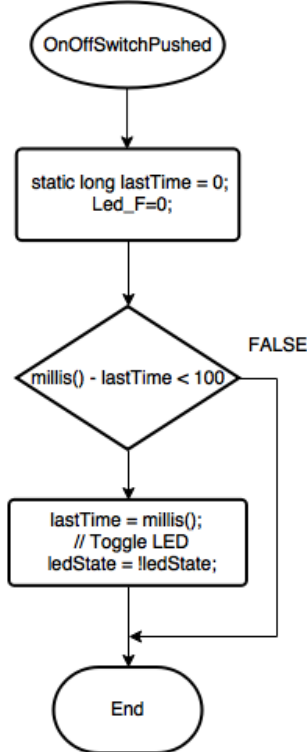 OnOffSwitchPushed
static long lastTime = 0;
Led_F=0;
FALSE
millis() - lastTime < 100
lastTime = millis();
// Toggle LED
ledState = !ledState;
End